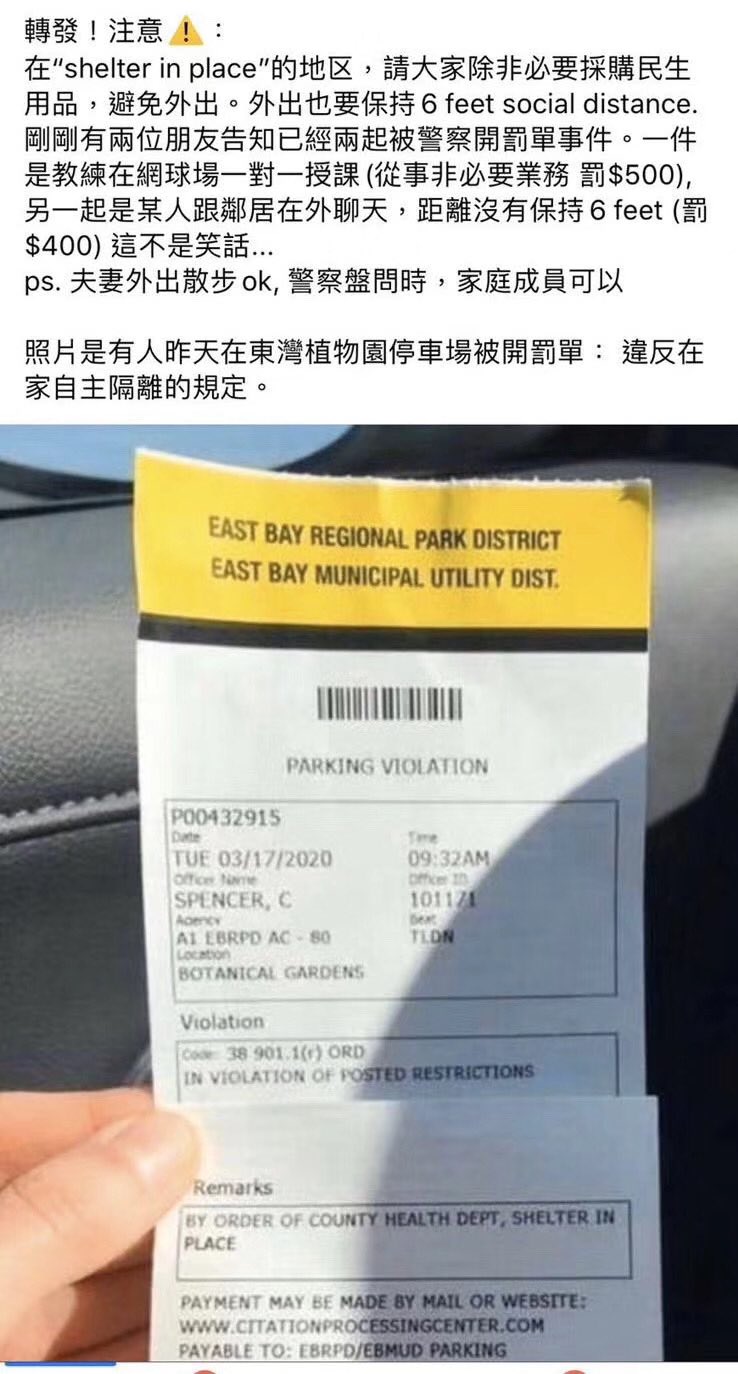 轉發！注意⚠️：
在“shelter in place”的地区，請大家除非必要採購民生
用品，避免外出。外出也要保持6 feet social distance.
剛剛有兩位朋友告知已經兩起被警察開罰單事件。一件
是教練在網球場一對一授課(從事非必要業務 罰$500),
另一起是某人跟鄰居在外聊天，距離沒有保持6 feet (罰
$400) 這不是笑話...
ps. 夫妻外出散步ok, 警察盤問時，家庭成員可以
照片是有人昨天在東灣植物園停車場被開罰單： 違反在
家自主隔離的規定。
EAST BAY REGIONAL PARK DISTRICT
EAST BAY MUNICIPAL UTILITY DIST.
PARKING VIOLATION
P00432915
Date Time
TUE 03/17/2020 09:32AM
Officer Name Officer ID
SPENCER, C 101171
Agency Beat
A1 EBRPD AC - 80 TLDN
Location
BOTANICAL GARDENS
Violation
Code: 38 901.1(r) ORD
IN VIOLATION OF POSTED RESTRICTIONS
Remarks
BY ORDER OF COUNTY HEALTH DEPT, SHELTER IN
PLACE
PAYMENT MAY BE MADE BY MAIL OR WEBSITE:
WWW.CITATIONPROCESSINGCENTER.COM
PAYABLE TO: EBRPD/EBMUD PARKING